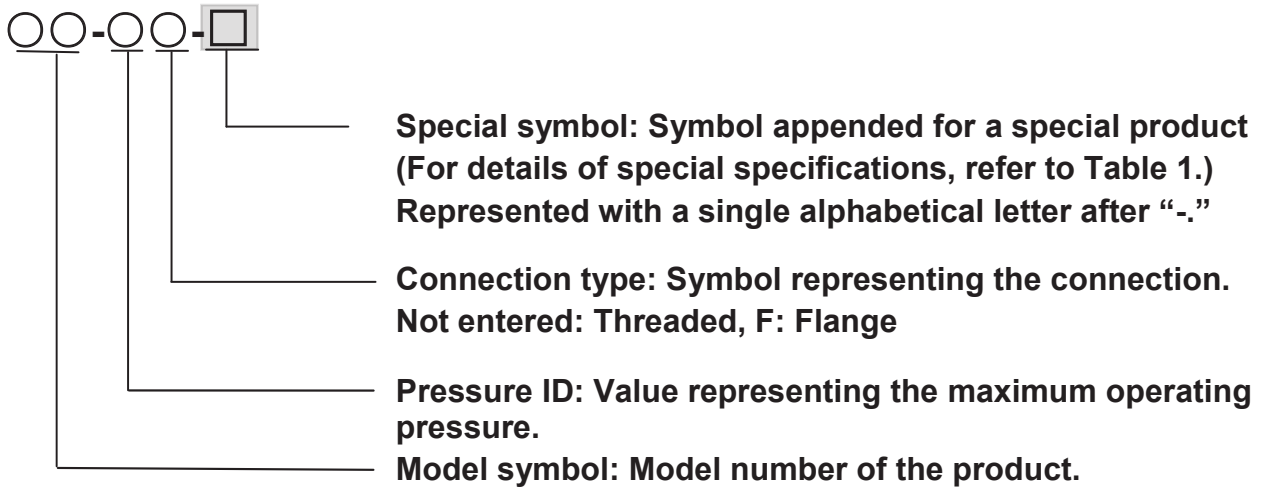 ○○-○○-□
Special symbol: Symbol appended for a special product
(For details of special specifications, refer to Table 1.)
Represented with a single alphabetical letter after “-.”
Connection type: Symbol representing the connection.
Not entered: Threaded, F: Flange
Pressure ID: Value representing the maximum operating
pressure.
Model symbol: Model number of the product.